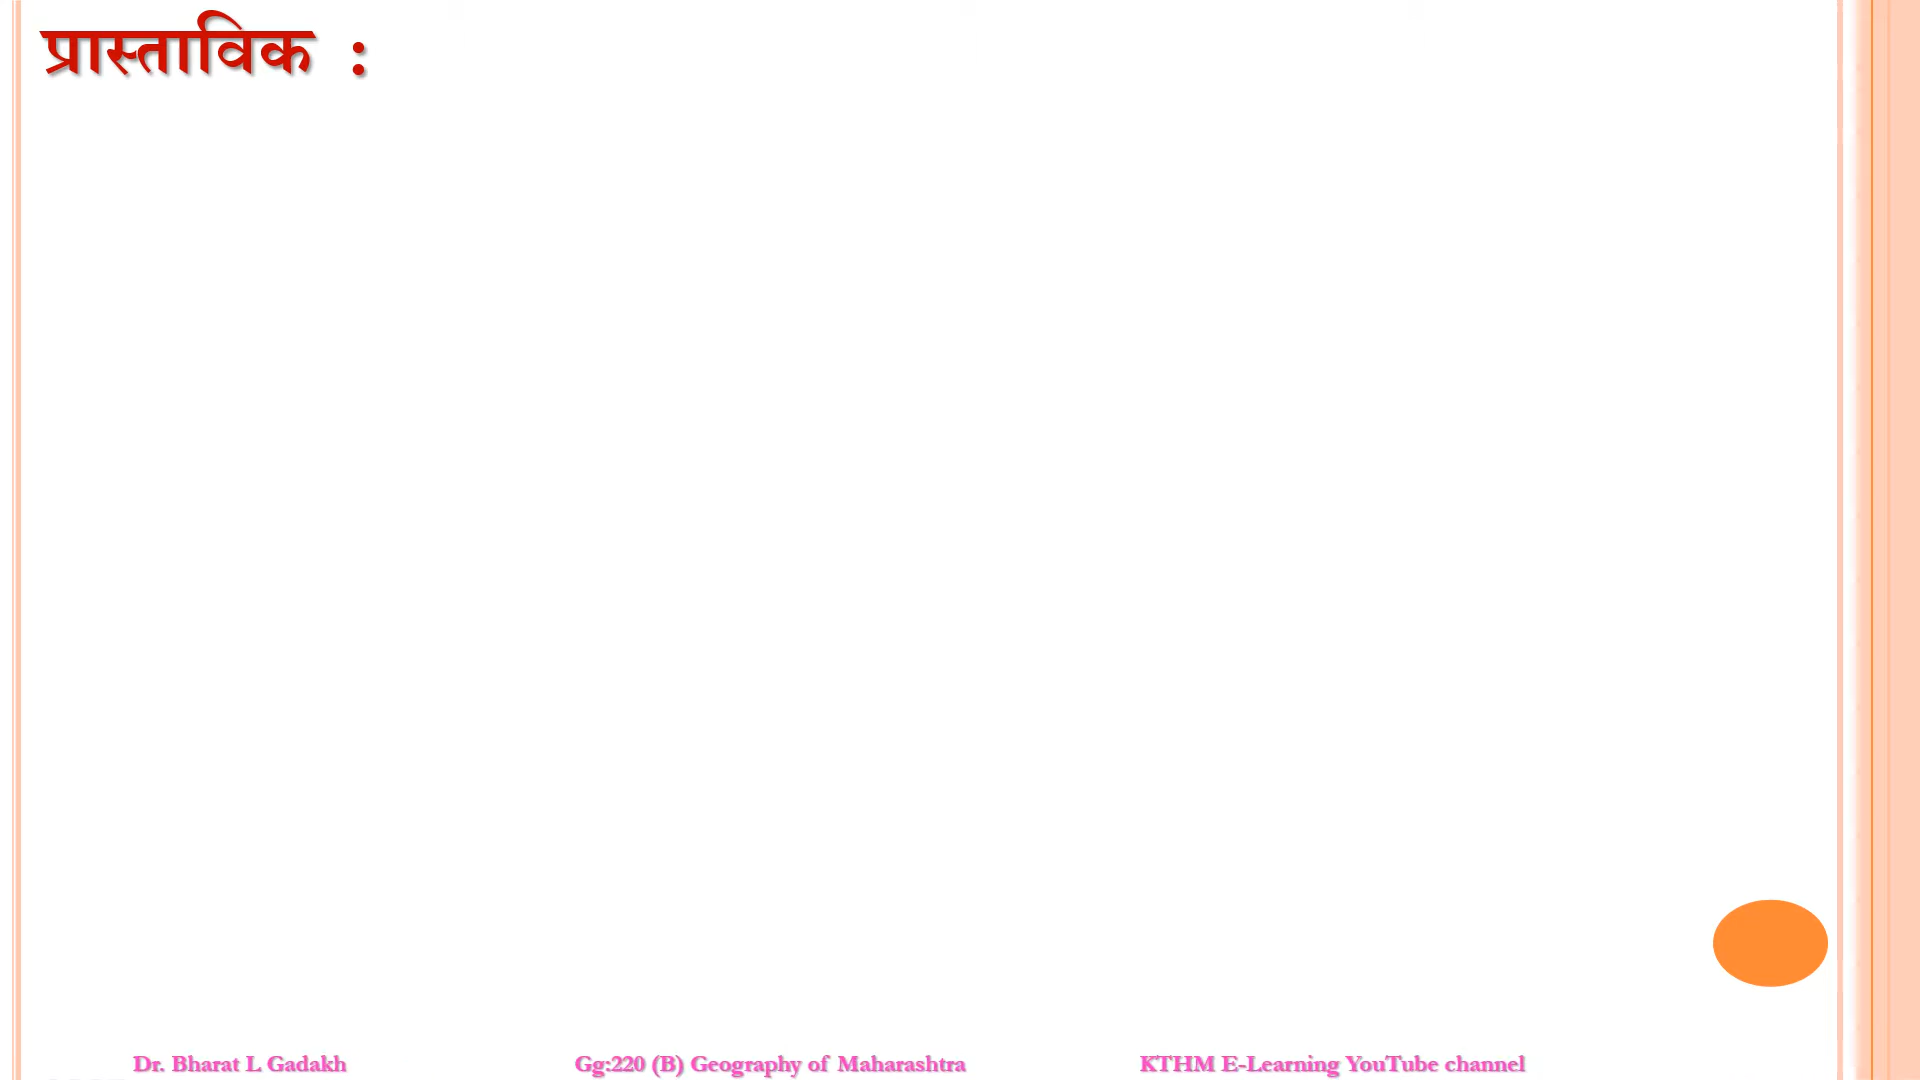 प्रास्ताविक :
Dr. Bharat L Gadakh Gg:220 (B) Geography of Maharashtra KTHM E-Learning YouTube channel